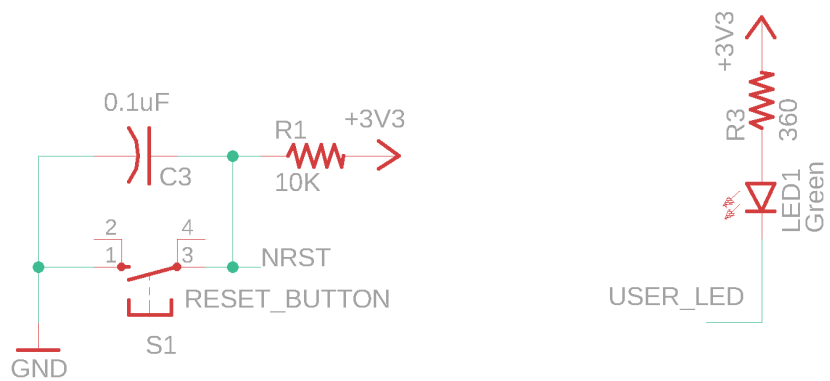 0.1uF
C3
R1
10K
+3V3
2
4
1
3
NRST
RESET_BUTTON
S1
GND
+3V3
R3
360
LED1
Green
USER_LED